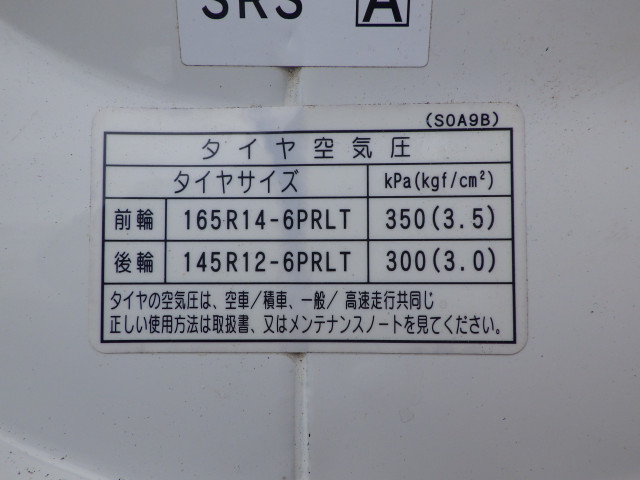 SRS A
(S0A9B)
タイヤ空気圧
タイヤサイズ kPa(kgf/cm²)
前輪 165R14-6PRLT 350(3.5)
後輪 145R12-6PRLT 300(3.0)
タイヤの空気圧は、空車/積車、一般/高速走行共同じ
正しい使用方法は取扱書、又はメンテナンスノートを見てください。